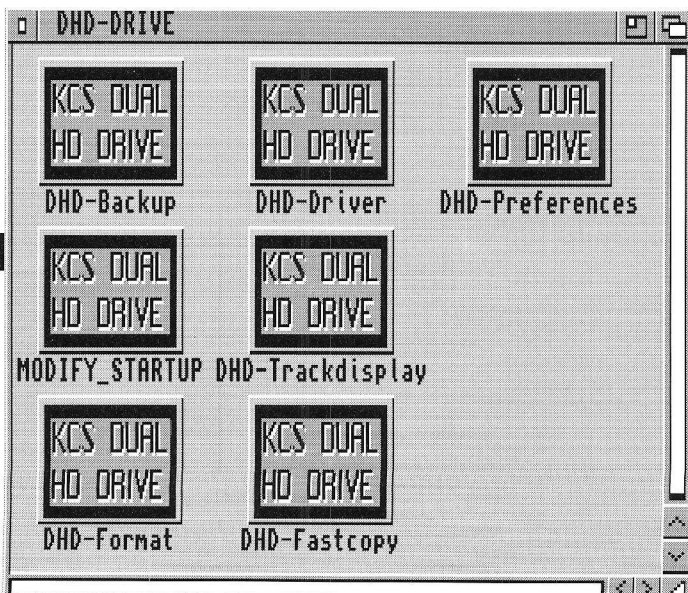 DHD-DRIVE
KCS DUAL
HD DRIVE
DHD-Backup
KCS DUAL
HD DRIVE
DHD-Driver
KCS DUAL
HD DRIVE
DHD-Preferences
KCS DUAL
HD DRIVE
MODIFY_STARTUP
KCS DUAL
HD DRIVE
DHD-Trackdisplay
KCS DUAL
HD DRIVE
DHD-Format
KCS DUAL
HD DRIVE
DHD-Fastcopy